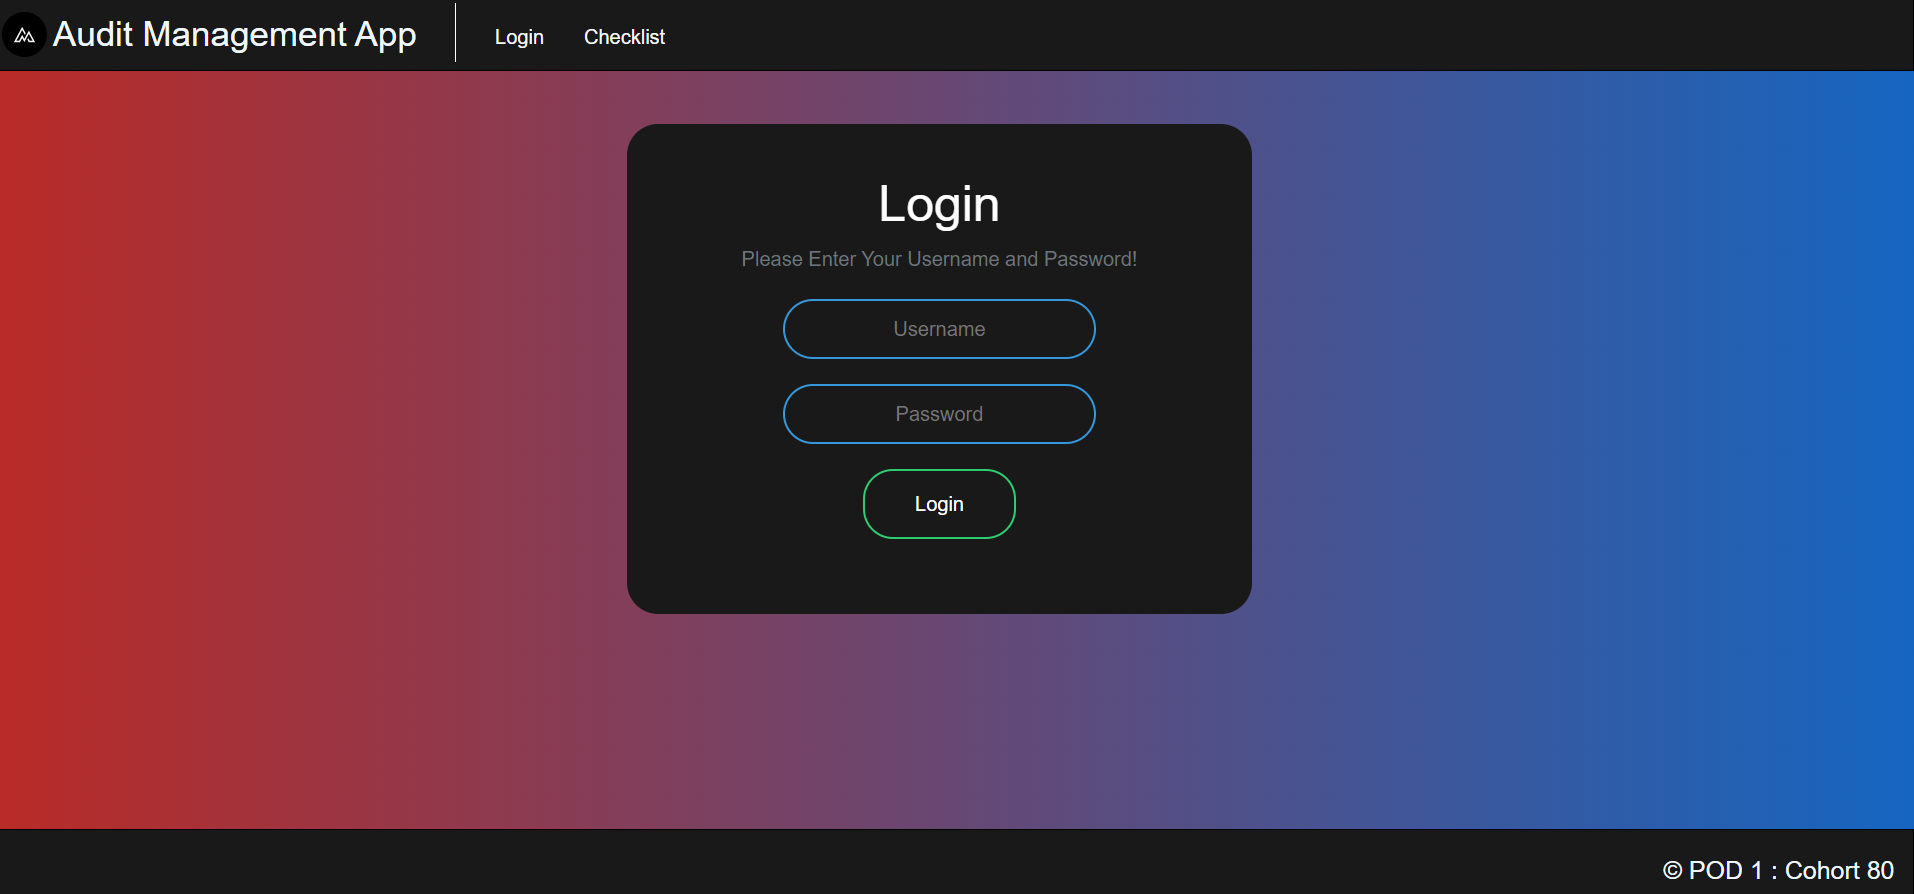 Audit Management App
Login
Checklist
Login
Please Enter Your Username and Password!
Username
Password
Login
© POD 1 : Cohort 80